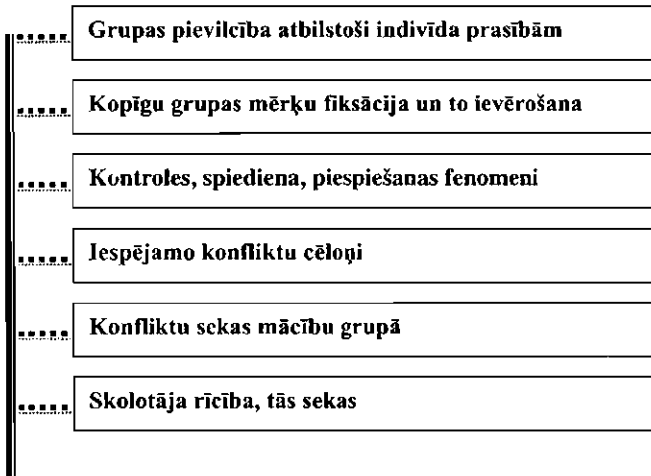 Grupas pievilcība atbilstoši indivīda prasībām
Kopīgu grupas mērķu fiksācija un to ievērošana
Kontroles, spiediena, piespiešanas fenomeni
Iespējamo konfliktu cēloņi
Konfliktu sekas mācību grupā
Skolotāja rīcība, tās sekas